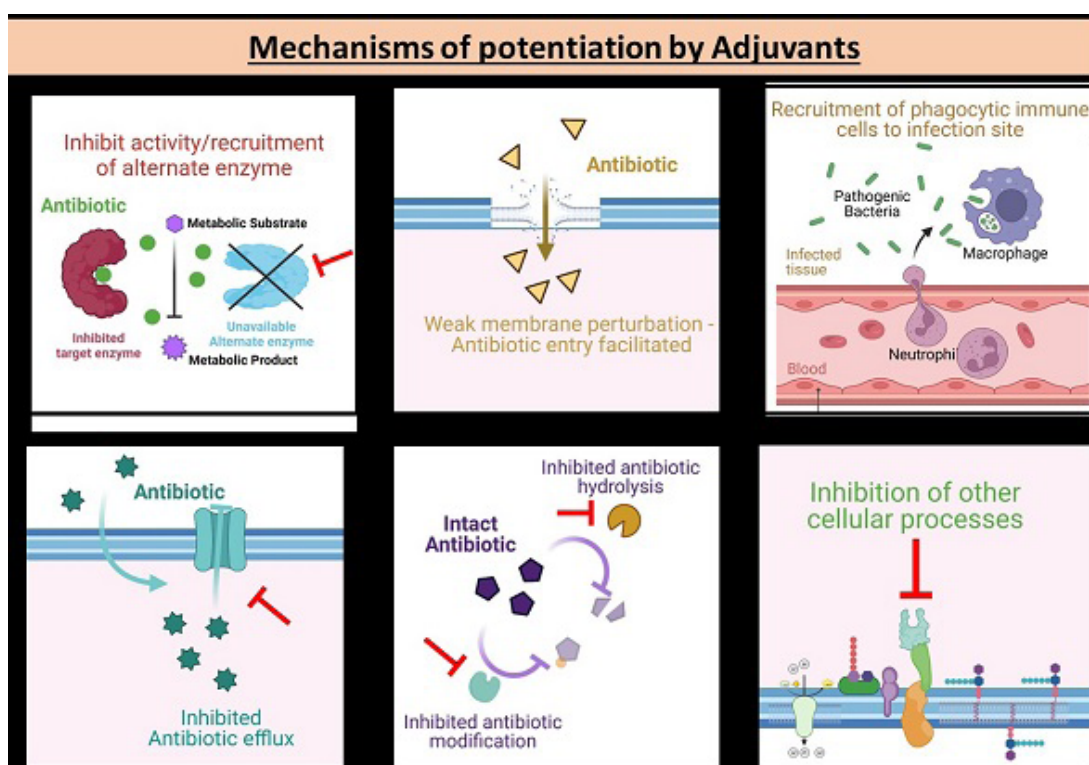 Mechanisms of potentiation by Adjuvants
Inhibit activity/recruitment
of alternate enzyme
Antibiotic
Metabolic Substrate
Inhibited
target enzyme
Unavailable
Alternate enzyme
Metabolic Product
Antibiotic
Weak membrane perturbation -
Antibiotic entry facilitated
Recruitment of phagocytic immune
cells to infection site
Pathogenic
Bacteria
Macrophage
Infected
tissue
Neutrophil
Blood
Antibiotic
Inhibited
Antibiotic efflux
Inhibited antibiotic
hydrolysis
Intact
Antibiotic
Inhibited antibiotic
modification
Inhibition of other
cellular processes